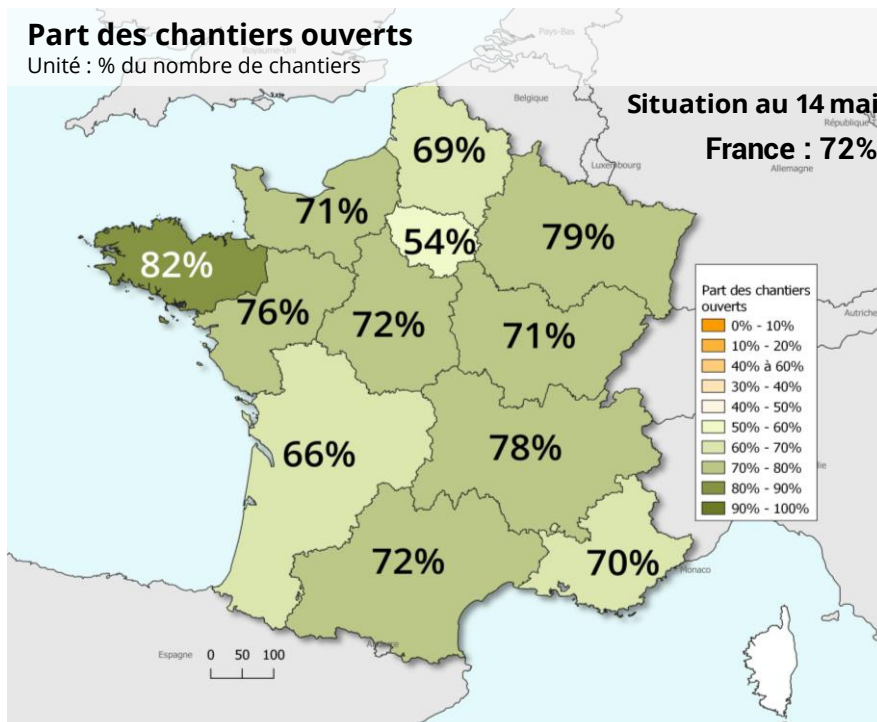 Part des chantiers ouverts
Unité : % du nombre de chantiers
Royaume-Uni
Pays-Bas
Belgique
Situation au 14 mai
République
France : 72%
Luxembourg
Allemagne
69%
71%
54%
79%
82%
76%
72%
71%
Part des chantiers
ouverts
0% - 10%
10% - 20%
40% à 60%
30% - 40%
40% - 50%
50% - 60%
60% - 70%
70% - 80%
80% - 90%
90% - 100%
Autriche
66%
78%
72%
70%
Monaco
Espagne
0 50 100